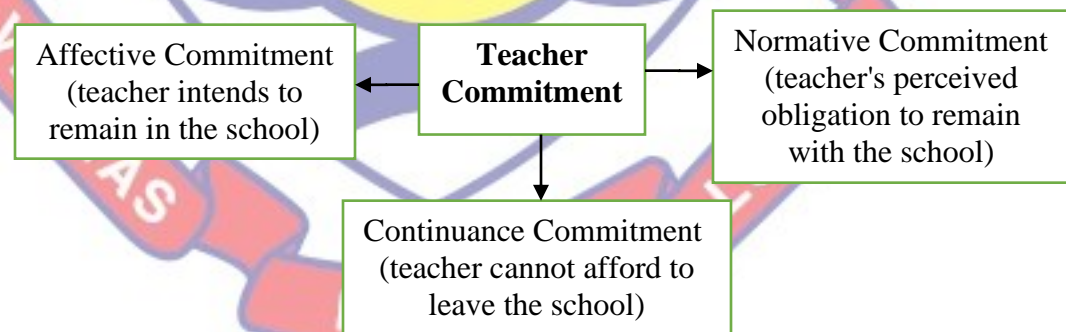 Affective Commitment
(teacher intends to
remain in the school)
Teacher
Commitment
Normative Commitment
(teacher's perceived
obligation to remain
with the school)
Continuance Commitment
(teacher cannot afford to
leave the school)
AS